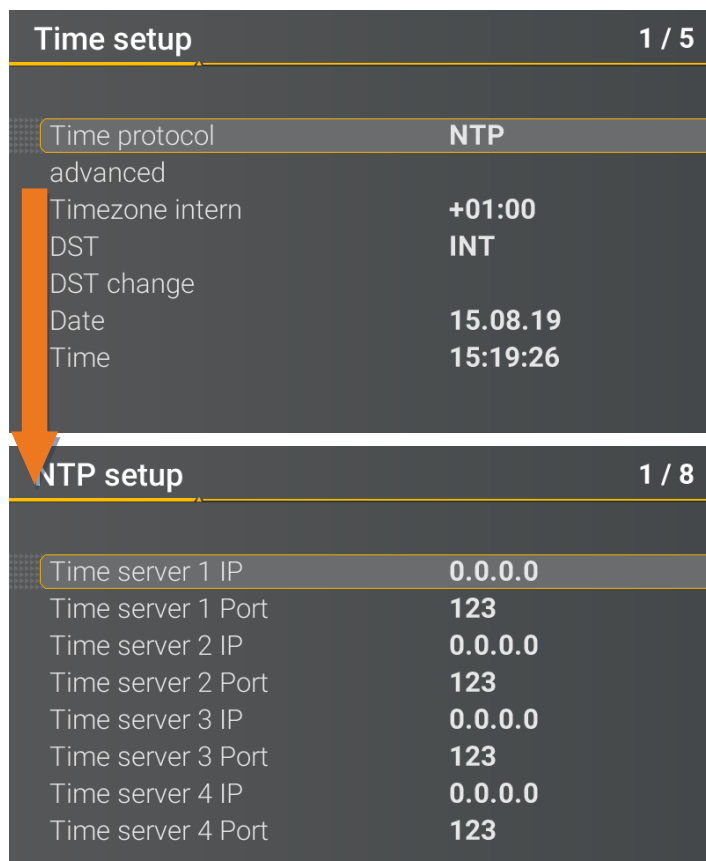 Time setup 1 / 5
Time protocol NTP
advanced
Timezone intern +01:00
DST INT
DST change
Date 15.08.19
Time 15:19:26
NTP setup 1 / 8
Time server 1 IP 0.0.0.0
Time server 1 Port 123
Time server 2 IP 0.0.0.0
Time server 2 Port 123
Time server 3 IP 0.0.0.0
Time server 3 Port 123
Time server 4 IP 0.0.0.0
Time server 4 Port 123